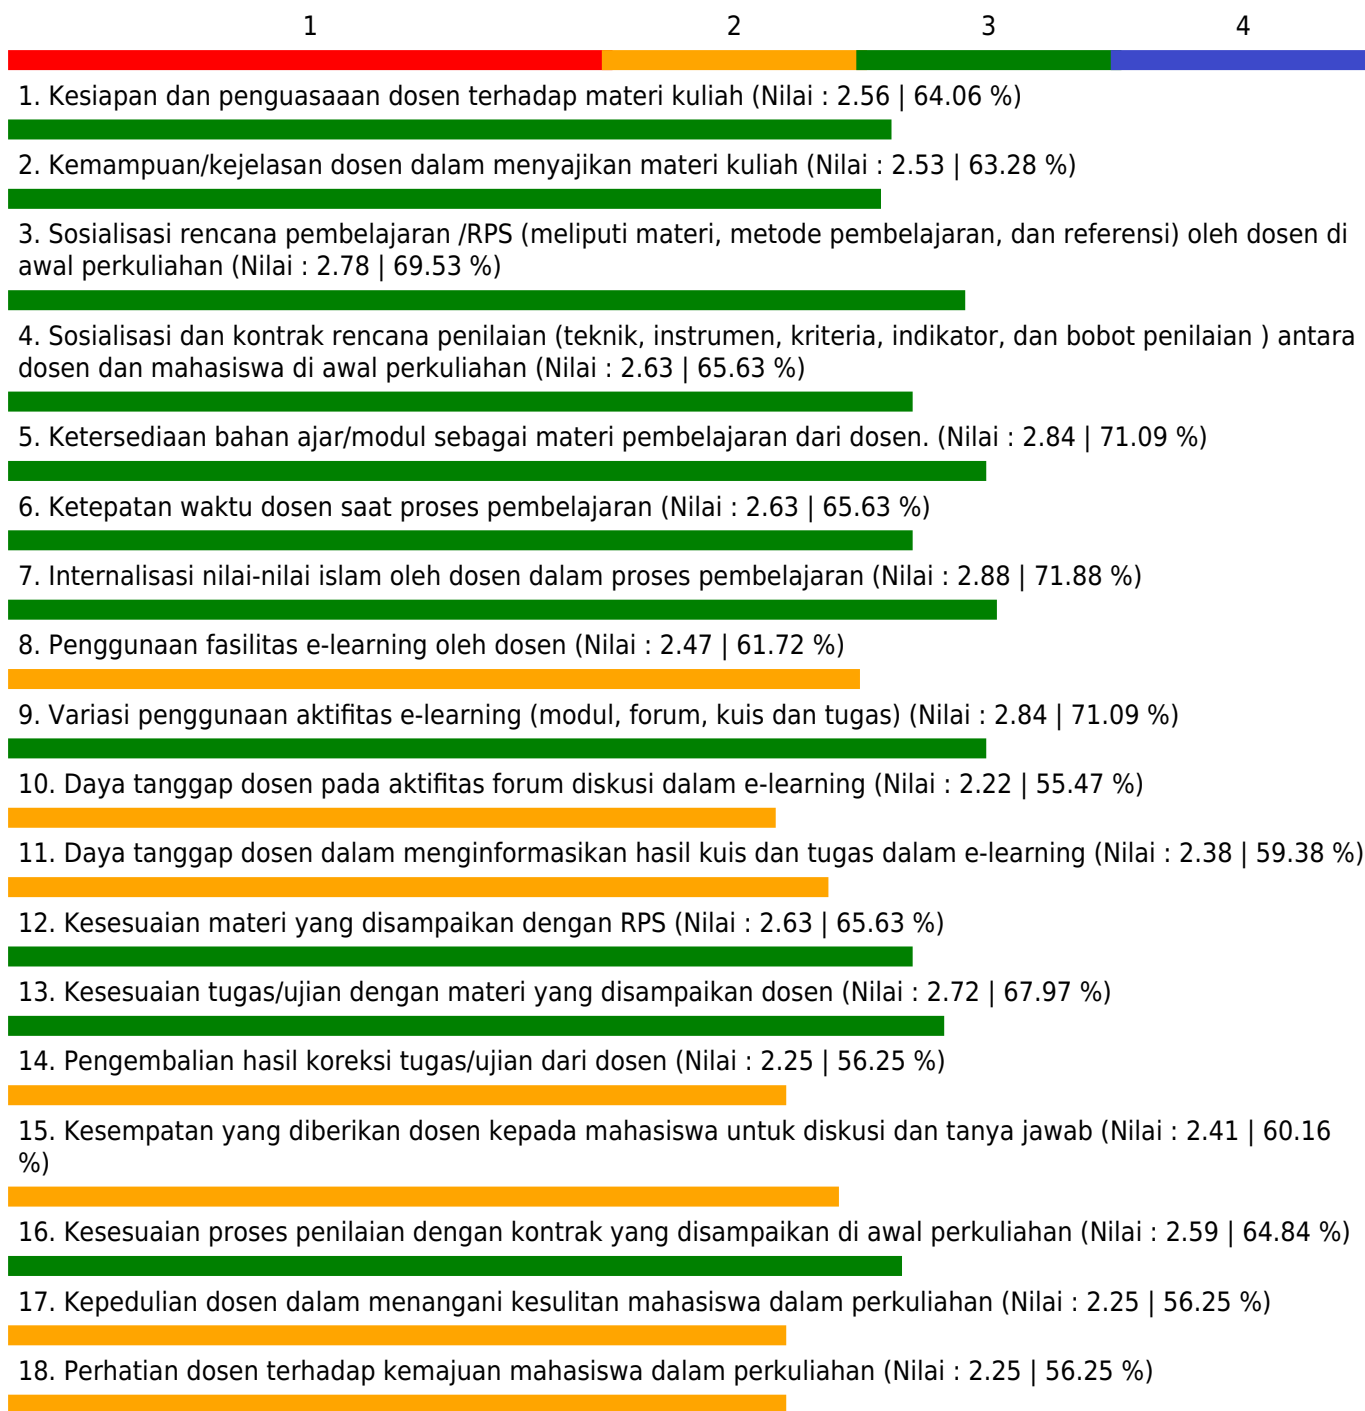 1 2 3 4
1. Kesiapan dan penguasaaan dosen terhadap materi kuliah (Nilai : 2.56 | 64.06 %)
2. Kemampuan/kejelasan dosen dalam menyajikan materi kuliah (Nilai : 2.53 | 63.28 %)
3. Sosialisasi rencana pembelajaran /RPS (meliputi materi, metode pembelajaran, dan referensi) oleh dosen di
awal perkuliahan (Nilai : 2.78 | 69.53 %)
4. Sosialisasi dan kontrak rencana penilaian (teknik, instrumen, kriteria, indikator, dan bobot penilaian ) antara
dosen dan mahasiswa di awal perkuliahan (Nilai : 2.63 | 65.63 %)
5. Ketersediaan bahan ajar/modul sebagai materi pembelajaran dari dosen. (Nilai : 2.84 | 71.09 %)
6. Ketepatan waktu dosen saat proses pembelajaran (Nilai : 2.63 | 65.63 %)
7. Internalisasi nilai-nilai islam oleh dosen dalam proses pembelajaran (Nilai : 2.88 | 71.88 %)
8. Penggunaan fasilitas e-learning oleh dosen (Nilai : 2.47 | 61.72 %)
9. Variasi penggunaan aktifitas e-learning (modul, forum, kuis dan tugas) (Nilai : 2.84 | 71.09 %)
10. Daya tanggap dosen pada aktifitas forum diskusi dalam e-learning (Nilai : 2.22 | 55.47 %)
11. Daya tanggap dosen dalam menginformasikan hasil kuis dan tugas dalam e-learning (Nilai : 2.38 | 59.38 %)
12. Kesesuaian materi yang disampaikan dengan RPS (Nilai : 2.63 | 65.63 %)
13. Kesesuaian tugas/ujian dengan materi yang disampaikan dosen (Nilai : 2.72 | 67.97 %)
14. Pengembalian hasil koreksi tugas/ujian dari dosen (Nilai : 2.25 | 56.25 %)
15. Kesempatan yang diberikan dosen kepada mahasiswa untuk diskusi dan tanya jawab (Nilai : 2.41 | 60.16
%)
16. Kesesuaian proses penilaian dengan kontrak yang disampaikan di awal perkuliahan (Nilai : 2.59 | 64.84 %)
17. Kepedulian dosen dalam menangani kesulitan mahasiswa dalam perkuliahan (Nilai : 2.25 | 56.25 %)
18. Perhatian dosen terhadap kemajuan mahasiswa dalam perkuliahan (Nilai : 2.25 | 56.25 %)